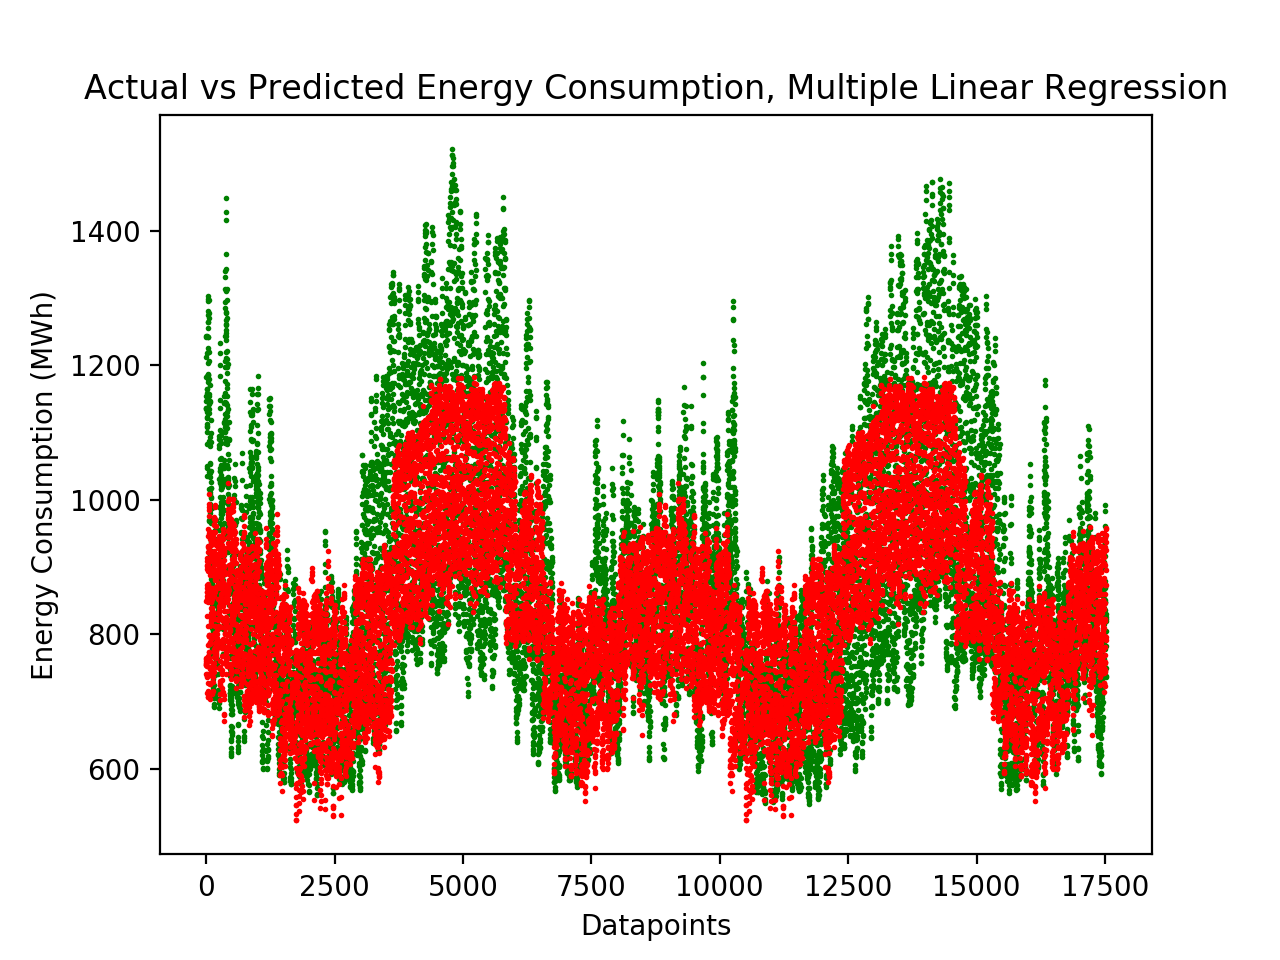 Actual vs Predicted Energy Consumption, Multiple Linear Regression
Energy Consumption (MWh)
1400
1200
1000
800
600
0 2500 5000 7500 10000 12500 15000 17500
Datapoints